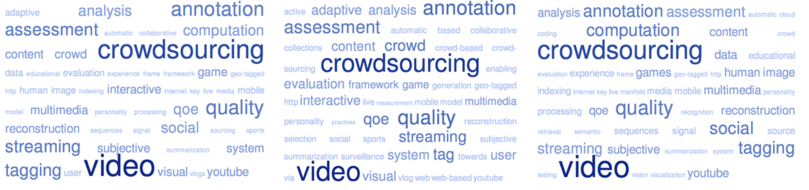 adaptive analysis annotation
assessment automatic collaborative computation
content crowd crowdsourcing
data educational evaluation experience frame framework game geo-tagged
http human image indexing interactive internet key live media mobile
model multimedia personality processing qoe quality
reconstruction sequences signal social sourcing sports
streaming subjective summarization system
tagging user video visual vlogs youtube
active adaptive analysis annotation
assessment automatic based collaborative
collections content crowd crowd-based crowd-
sourcing crowdsourcing enabling
evaluation framework game generation geo-tagged
http interactive key live measurement mobile model multimedia
personality practices qoe quality reconstruction
selection social sports streaming subjective
summarization surveillance system tag towards user
via video visual vlog web web-based youtube
analysis annotation assessment automatic cloud
coding computation content crowd
crowdsourcing data educational
evaluation experience frame games geo-tagged http human image
indexing internet key live manifold media mobile multimedia personality
processing qoe quality recognition reconstruction
retrieval semantic sequences signal social source
streaming subjective summarization system tagging
testing video vision visualization youtube